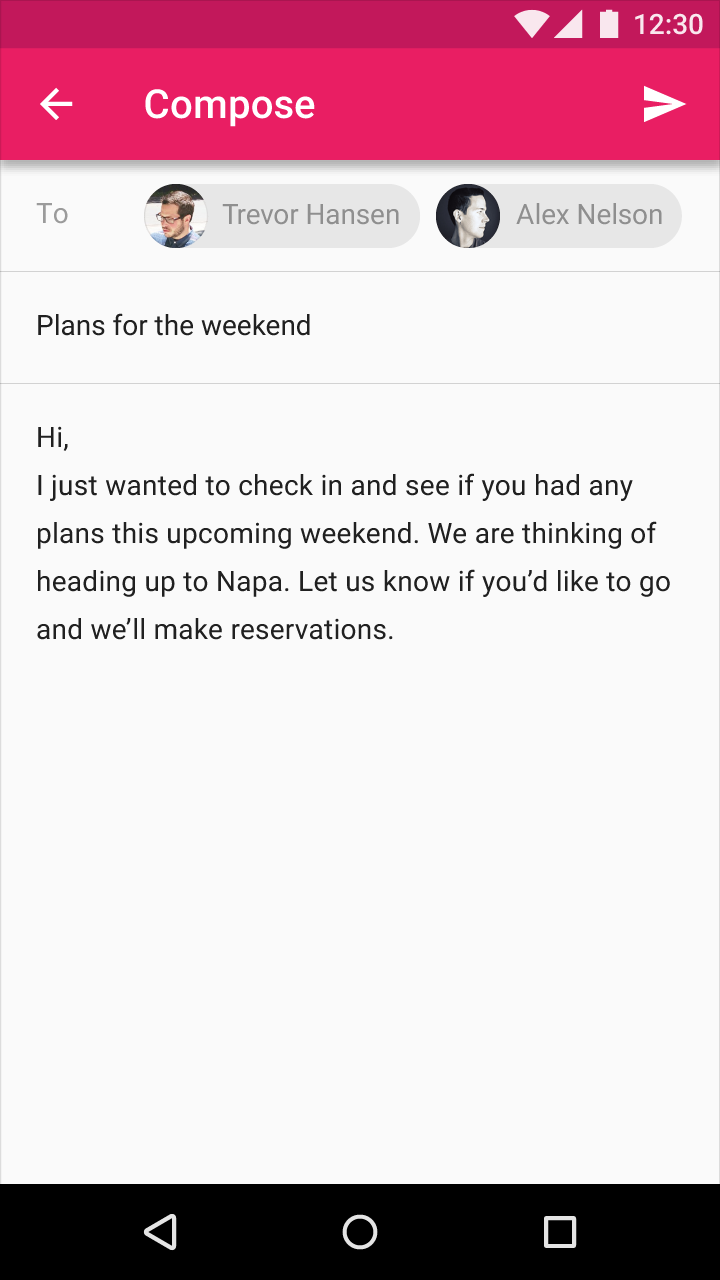 12:30
Compose
To Trevor Hansen Alex Nelson
Plans for the weekend
Hi,
I just wanted to check in and see if you had any
plans this upcoming weekend. We are thinking of
heading up to Napa. Let us know if you’d like to go
and we’ll make reservations.